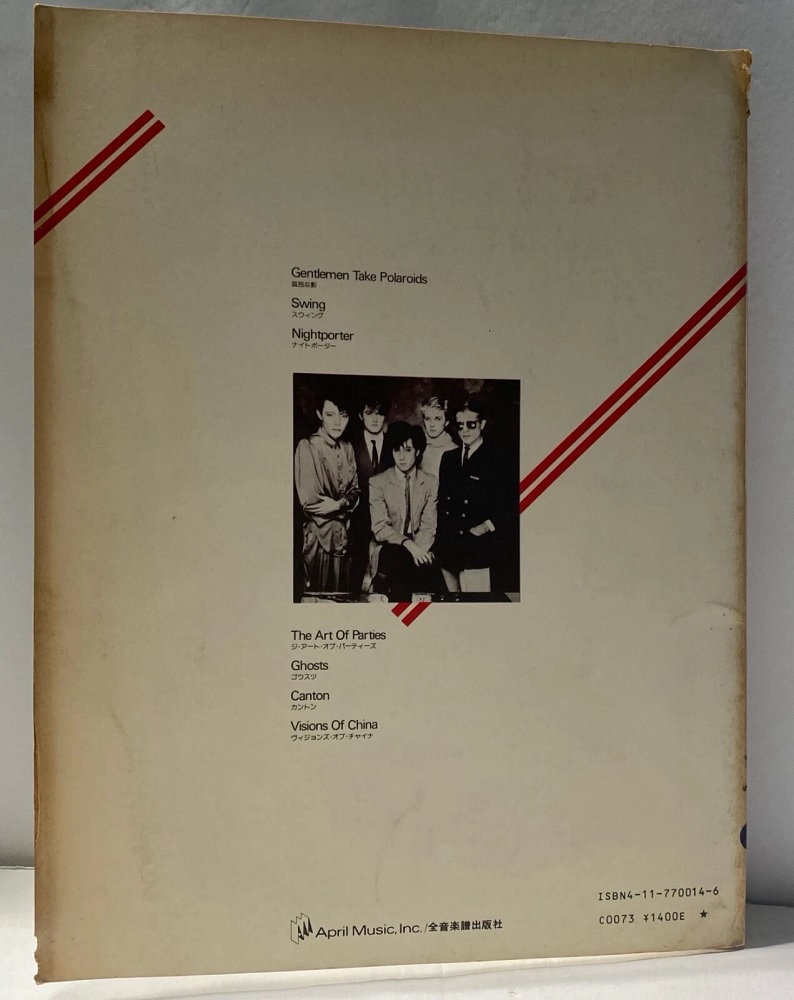 Gentlemen Take Polaroids
孤独な影
Swing
スウィング
Nightporter
ナイトポーター
The Art Of Parties
ジ・アート・オブ・パーティーズ
Ghosts
ゴウスツ
Canton
カントン
Visions Of China
ヴィジョンズ・オブ・チャイナ
ISBN4-11-770014-6
April Music, Inc. /全音楽譜出版社
C0073 ¥1400E ★